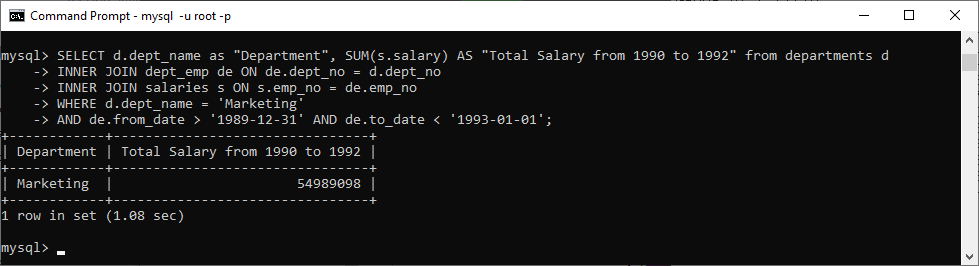 Command Prompt - mysql -u root -p
mysql> SELECT d.dept_name as "Department", SUM(s.salary) AS "Total Salary from 1990 to 1992" from departments d
    -> INNER JOIN dept_emp de ON de.dept_no = d.dept_no
    -> INNER JOIN salaries s ON s.emp_no = de.emp_no
    -> WHERE d.dept_name = 'Marketing'
    -> AND de.from_date > '1989-12-31' AND de.to_date < '1993-01-01';
+------------+--------------------------------+
| Department | Total Salary from 1990 to 1992 |
+------------+--------------------------------+
| Marketing  |                       54989098 |
+------------+--------------------------------+
1 row in set (1.08 sec)
mysql> _